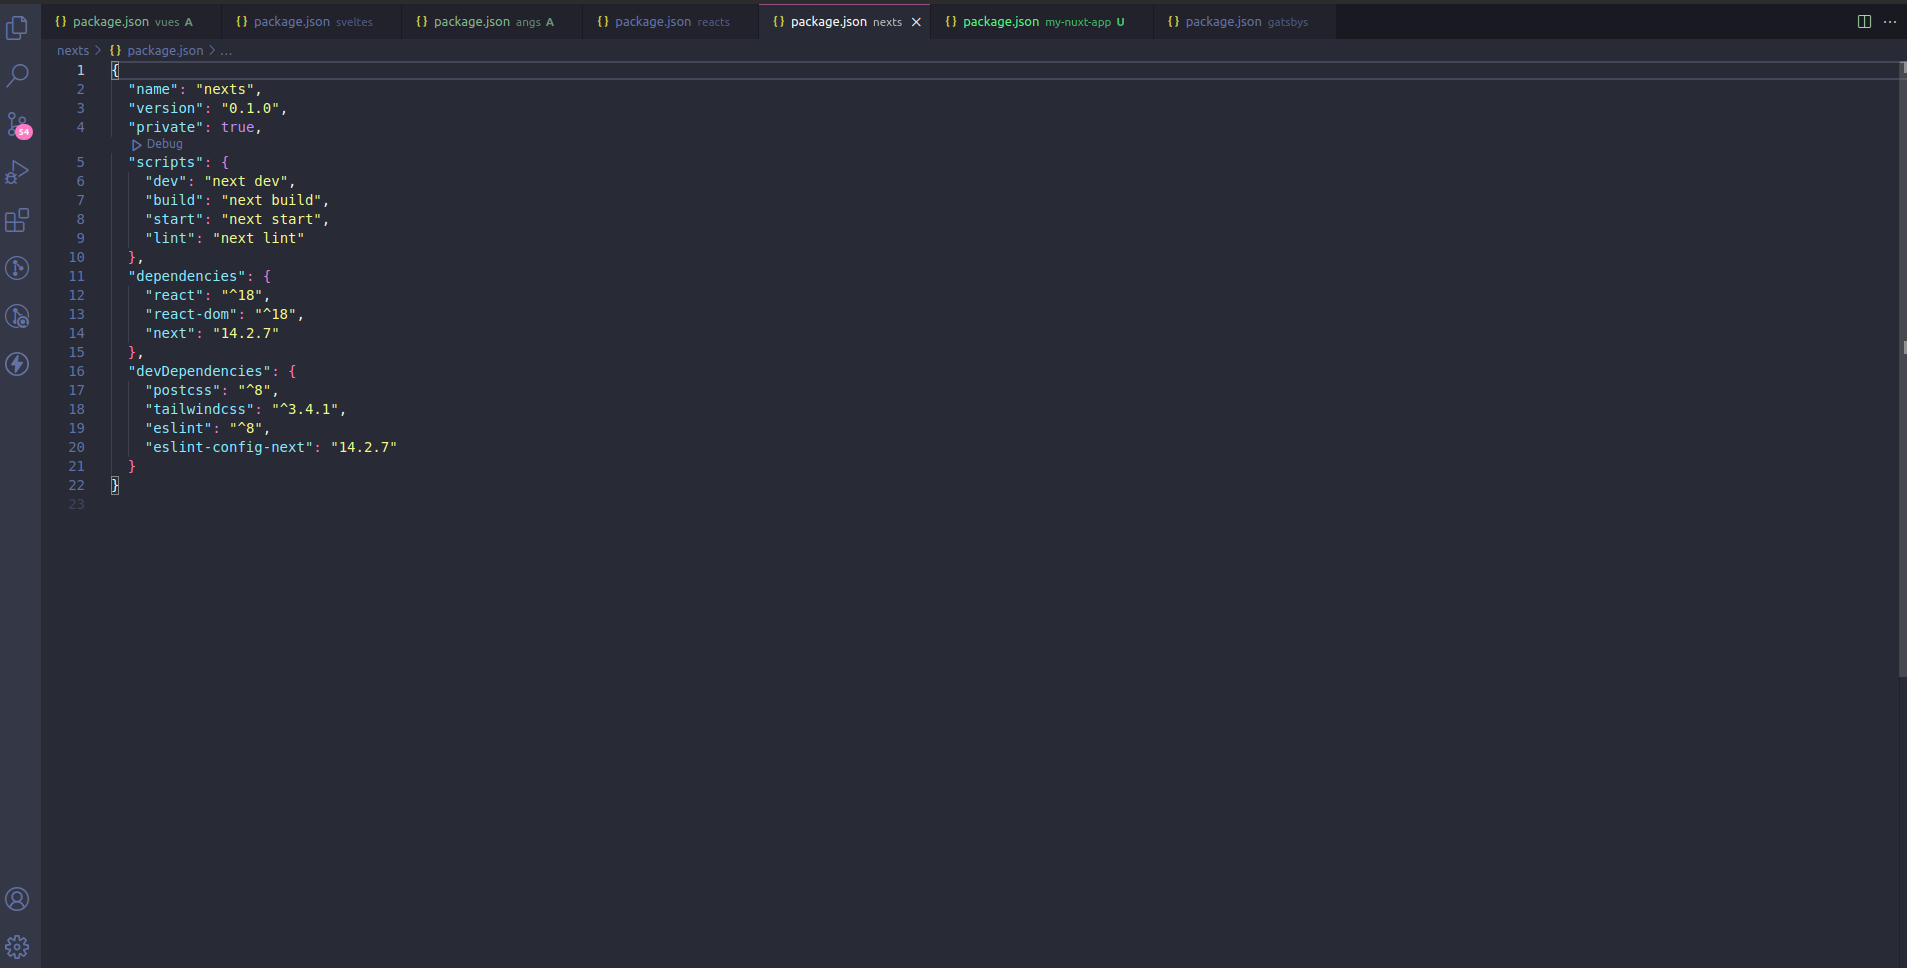 {} package.json vues A {} package.json sveltes {} package.json angs A {} package.json reacts {} package.json nexts {} package.json my-nuxt-app U {} package.json gatsbys
nexts > {} package.json > ...
1 {
2 "name": "nexts",
3 "version": "0.1.0",
4 "private": true,
Debug
5 "scripts": {
6 "dev": "next dev",
7 "build": "next build",
8 "start": "next start",
9 "lint": "next lint"
10 },
11 "dependencies": {
12 "react": "^18",
13 "react-dom": "^18",
14 "next": "14.2.7"
15 },
16 "devDependencies": {
17 "postcss": "^8",
18 "tailwindcss": "^3.4.1",
19 "eslint": "^8",
20 "eslint-config-next": "14.2.7"
21 }
22 }
23
54